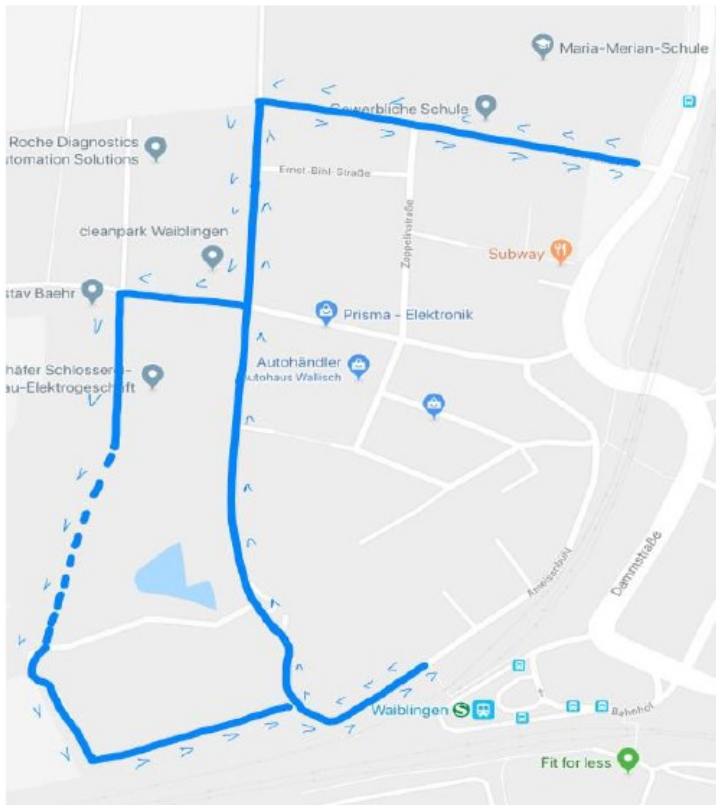 Maria-Merian-Schule
Gewerbliche Schule
Roche Diagnostics
utomation Solutions
Ernst-Bihl-Straße
Zeppelinstraße
cleanpark Waiblingen
Subway
stav Baehr
Prisma - Elektronik
häfer Schlosserei-
au-Elektrogeschäft
Autohändler
Autohaus Wallisch
Ameisenbühl
Dammstraße
Waiblingen S
Bahnhof
Fit for less